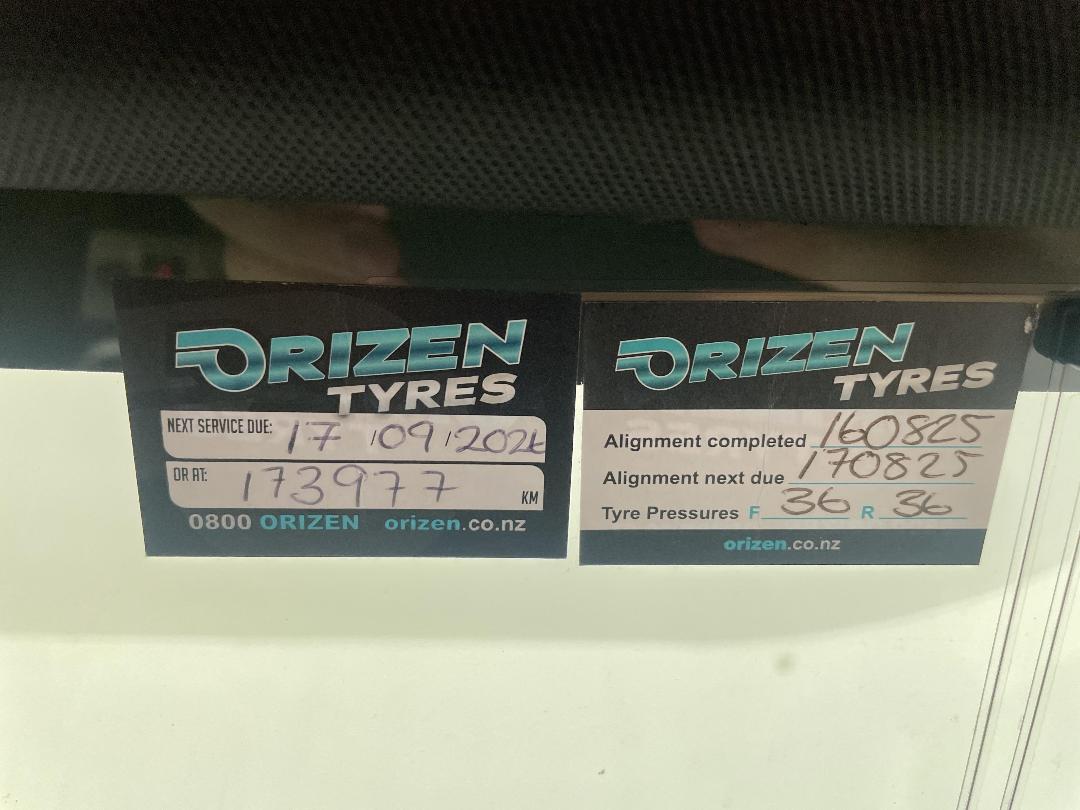 ORIZEN
TYRES
NEXT SERVICE DUE: 17 / 09 /
OR AT: 173977 KM
0800 ORIZEN orizen.co.nz
ORIZEN
TYRES
Alignment completed 160825
Alignment next due 170825
Tyre Pressures F 36 R 36
orizen.co.nz